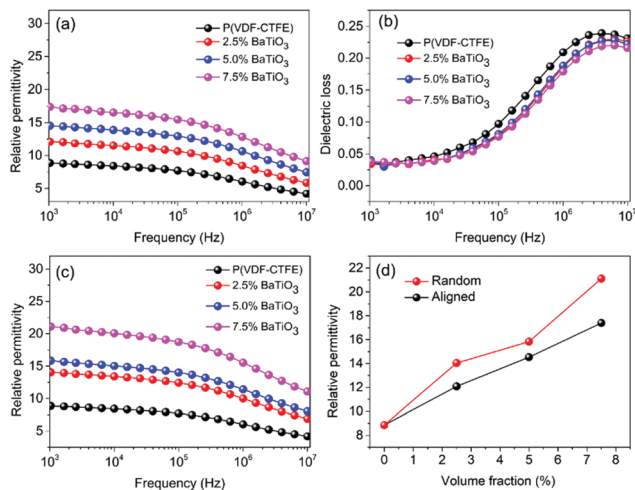 (a)
P(VDF-CTFE)
2.5% BaTiO3
5.0% BaTiO3
7.5% BaTiO3
30
25
20
15
10
5
Relative permittivity
10^3 10^4 10^5 10^6 10^7
Frequency (Hz)
(b)
P(VDF-CTFE)
2.5% BaTiO3
5.0% BaTiO3
7.5% BaTiO3
0.25
0.20
0.15
0.10
0.05
0.00
Dielectric loss
10^3 10^4 10^5 10^6 10^7
Frequency (Hz)
(c)
P(VDF-CTFE)
2.5% BaTiO3
5.0% BaTiO3
7.5% BaTiO3
30
25
20
15
10
5
Relative permittivity
10^3 10^4 10^5 10^6 10^7
Frequency (Hz)
(d)
Random
Aligned
22
20
18
16
14
12
10
8
Relative permittivity
0 1 2 3 4 5 6 7 8
Volume fraction (%)